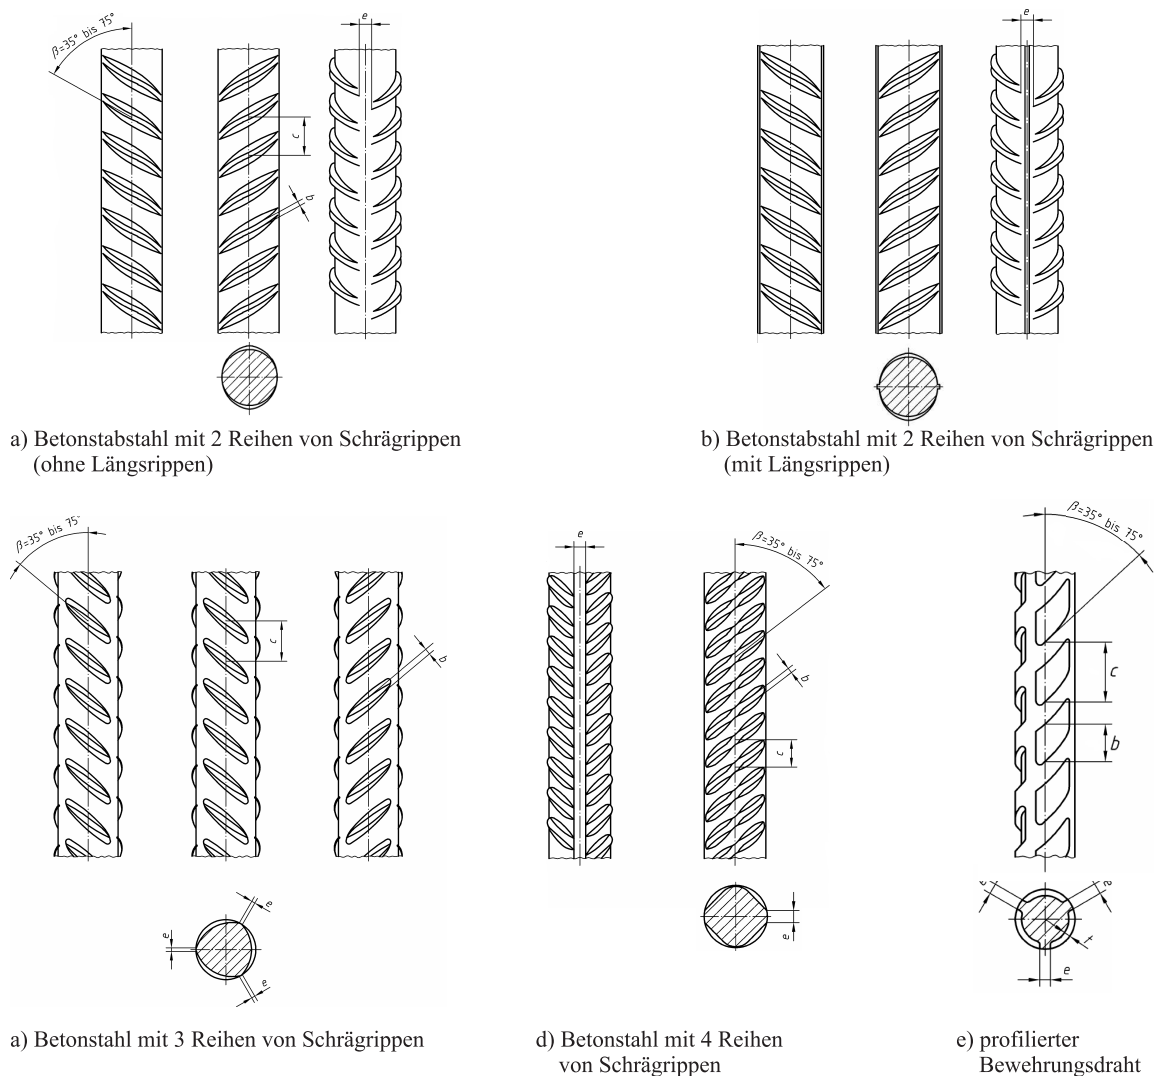 β=35° bis 75°
e
c
b
e
a) Betonstabstahl mit 2 Reihen von Schrägrippen
(ohne Längsrippen)
b) Betonstabstahl mit 2 Reihen von Schrägrippen
(mit Längsrippen)
β=35° bis 75°
c
b
e
β=35° bis 75°
b
c
β=35° bis 75°
c
b
e
e
e
e
e
t
a) Betonstahl mit 3 Reihen von Schrägrippen
d) Betonstahl mit 4 Reihen
von Schrägrippen
e) profilierter
Bewehrungsdraht